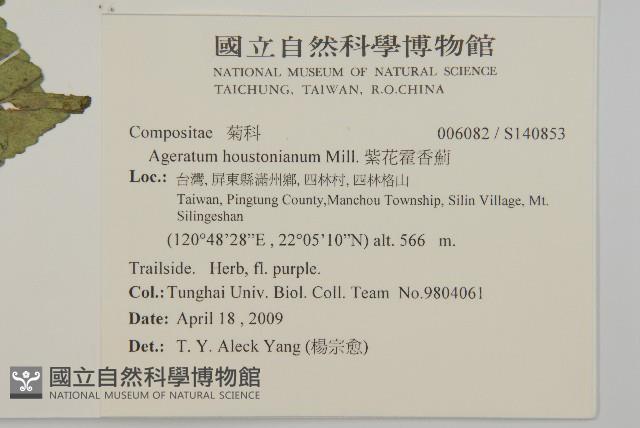 國立自然科學博物館
NATIONAL MUSEUM OF NATURAL SCIENCE
TAICHUNG, TAIWAN, R.O.CHINA
Compositae 菊科 006082 / S140853
Ageratum houstonianum Mill. 紫花霍香薊
Loc.: 台灣, 屏東縣滿州鄉, 四林村, 四林格山
Taiwan, Pingtung County,Manchou Township, Silin Village, Mt.
Silingeshan
(120°48’28”E , 22°05’10”N) alt. 566 m.
Trailside. Herb, fl. purple.
Col.: Tunghai Univ. Biol. Coll. Team No.9804061
Date: April 18 , 2009
Det.: T. Y. Aleck Yang (楊宗愈)
國立自然科學博物館
NATIONAL MUSEUM OF NATURAL SCIENCE